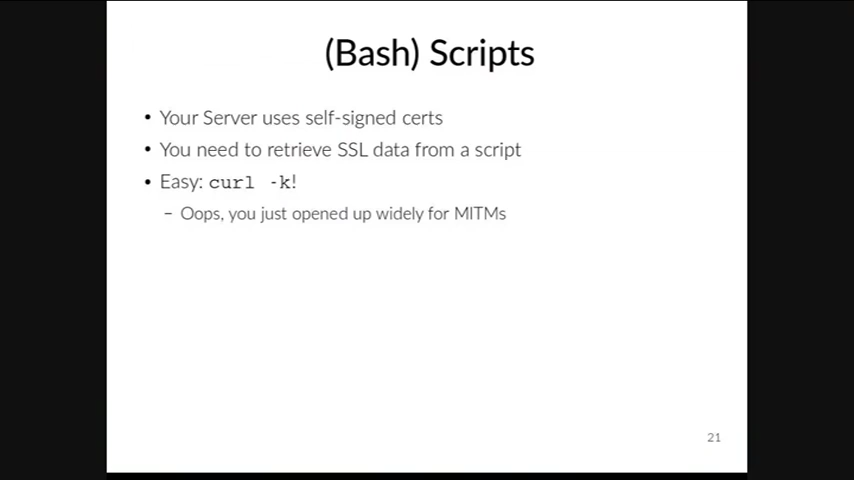 (Bash) Scripts
• Your Server uses self-signed certs
• You need to retrieve SSL data from a script
• Easy: curl -k!
– Oops, you just opened up widely for MITMs
21